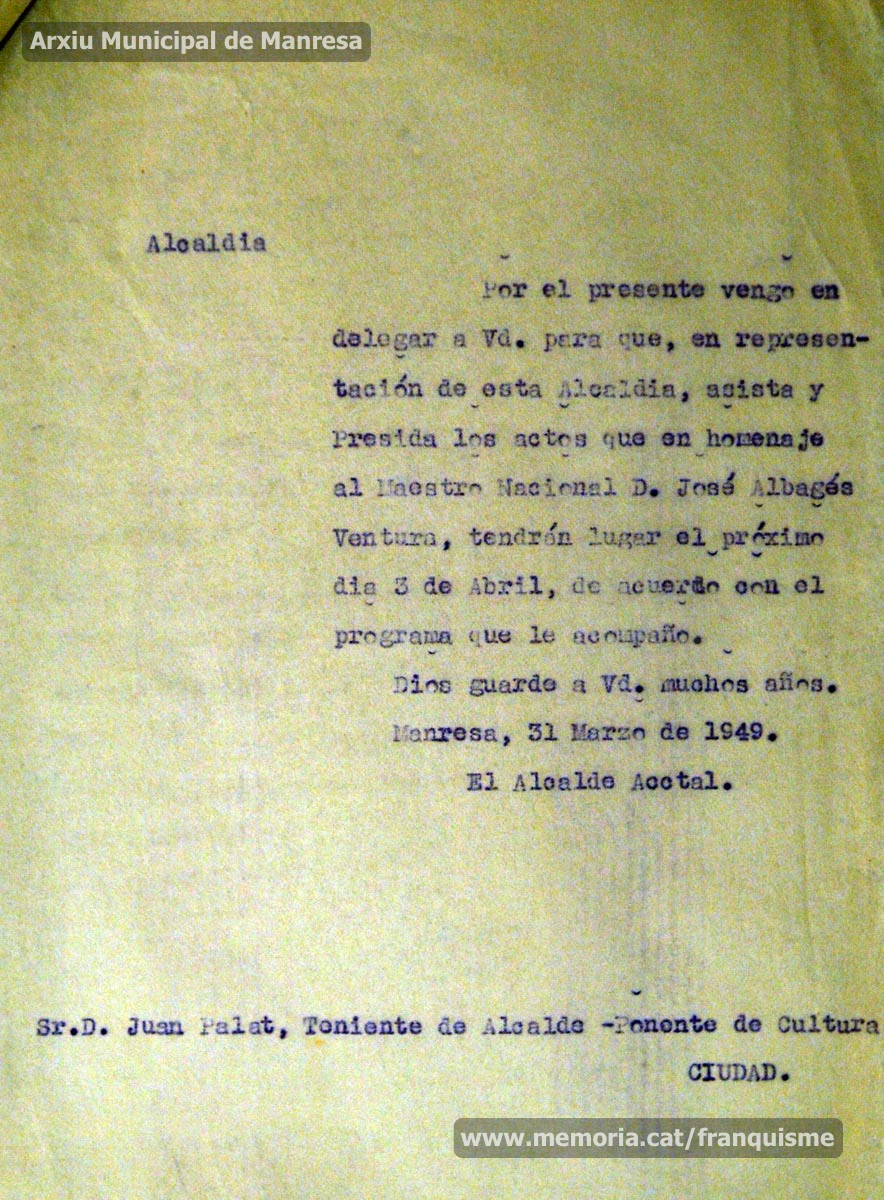 Arxiu Municipal de Manresa
Alcaldia
Por el presente vengo en
delegar a Vd. para que, en represen-
tación de esta Alcaldia, asista y
Presida los actos que en homenaje
al Maestro Nacional D. José Albagés
Ventura, tendrán lugar el próximo
dia 3 de Abril, de acuerdo con el
programa que le acompaño.
Dios guarde a Vd. muchos años.
Manresa, 31 Marzo de 1949.
El Alcalde Acctal.
Sr.D. Juan Palat, Teniente de Alcalde -Ponente de Cultura
CIUDAD.
www.memoria.cat/franquisme